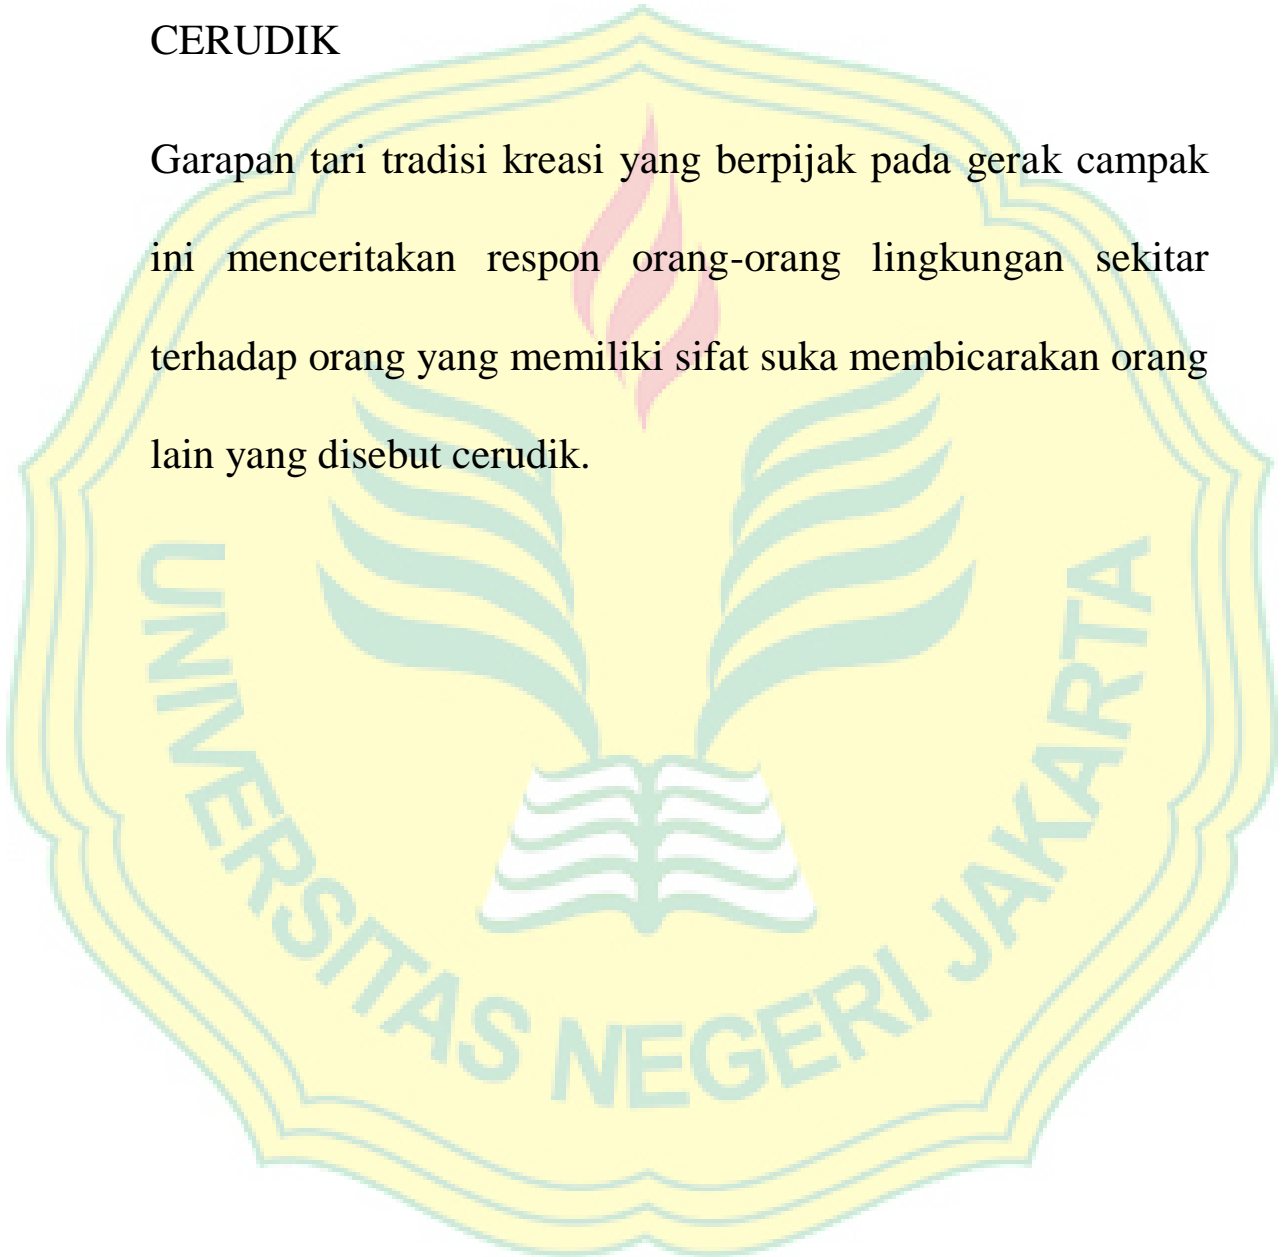 CERUDIK
Garapan tari tradisi kreasi yang berpijak pada gerak campak
ini menceritakan respon orang-orang lingkungan sekitar
terhadap orang yang memiliki sifat suka membicarakan orang
lain yang disebut cerudik.
UNIVERSITAS NEGERI JAKARTA